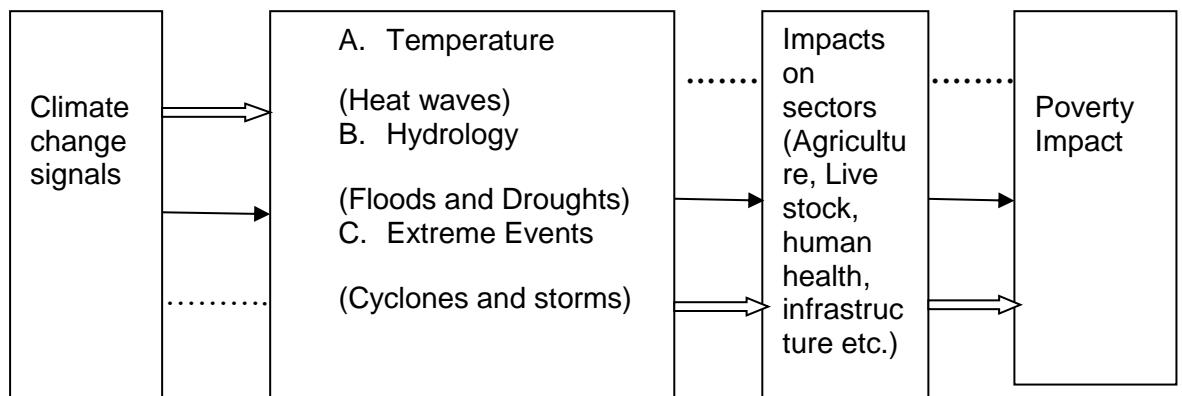 Climate
change
signals
A. Temperature
(Heat waves)
B. Hydrology
(Floods and Droughts)
C. Extreme Events
(Cyclones and storms)
Impacts
on
sectors
(Agricultu
re, Live
stock,
human
health,
infrastruc
ture etc.)
Poverty
Impact